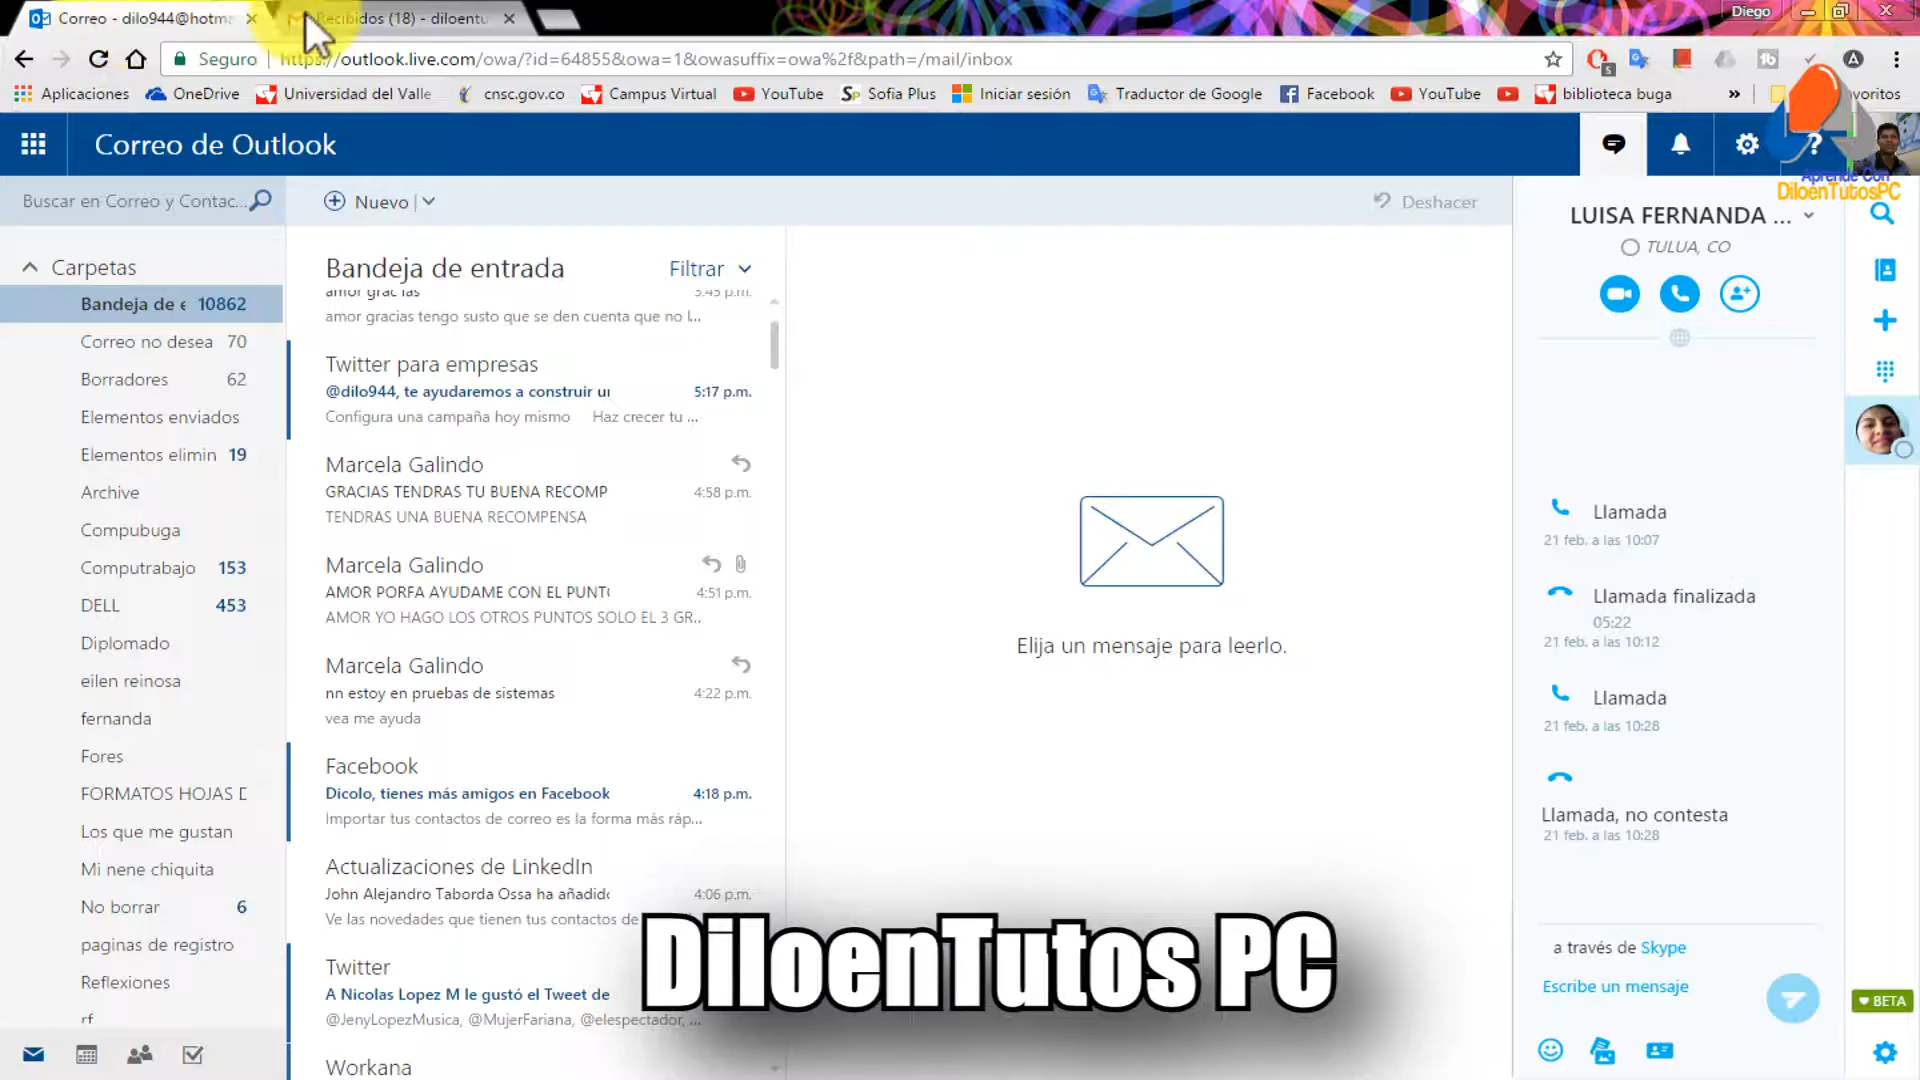 Correo - dilo944@hotma
Recibidos (18) - diloentu
Diego
Seguro
https://outlook.live.com/owa/?id=64855&owa=1&owasuffix=owa%2f&path=/mail/inbox
5
Aplicaciones
OneDrive
Universidad del Valle
cnsc.gov.co
Campus Virtual
YouTube
Sofia Plus
Iniciar sesión
Traductor de Google
Facebook
YouTube
biblioteca buga
»
Correo de Outlook
?
Aprende Con
DiloenTutosPC
Buscar en Correo y Contac...
Nuevo
Deshacer
Carpetas
Bandeja de e 10862
Correo no desea 70
Borradores 62
Elementos enviados
Elementos elimin 19
Archive
Compubuga
Computrabajo 153
DELL 453
Diplomado
eilen reinosa
fernanda
Fores
FORMATOS HOJAS D
Los que me gustan
Mi nene chiquita
No borrar 6
paginas de registro
Reflexiones
rf
Bandeja de entrada
Filtrar
amor gracias 5:45 p.m.
amor gracias tengo susto que se den cuenta que no l...
Twitter para empresas
@dilo944, te ayudaremos a construir un 5:17 p.m.
Configura una campaña hoy mismo Haz crecer tu ...
Marcela Galindo
GRACIAS TENDRAS TU BUENA RECOMP 4:58 p.m.
TENDRAS UNA BUENA RECOMPENSA
Marcela Galindo
AMOR PORFA AYUDAME CON EL PUNTO 4:51 p.m.
AMOR YO HAGO LOS OTROS PUNTOS SOLO EL 3 GR...
Marcela Galindo
nn estoy en pruebas de sistemas 4:22 p.m.
vea me ayuda
Facebook
Dicolo, tienes más amigos en Facebook 4:18 p.m.
Importar tus contactos de correo es la forma más ráp...
Actualizaciones de LinkedIn
John Alejandro Taborda Ossa ha añadido 4:06 p.m.
Ve las novedades que tienen tus contactos de
Twitter
A Nicolas Lopez M le gustó el Tweet de
@JenyLopezMusica, @MujerFariana, @elespectador, ...
Workana
Elija un mensaje para leerlo.
LUISA FERNANDA ...
TULUA, CO
Llamada
21 feb. a las 10:07
Llamada finalizada
05:22
21 feb. a las 10:12
Llamada
21 feb. a las 10:28
Llamada, no contesta
21 feb. a las 10:28
a través de Skype
Escribe un mensaje
BETA
DiloenTutos PC